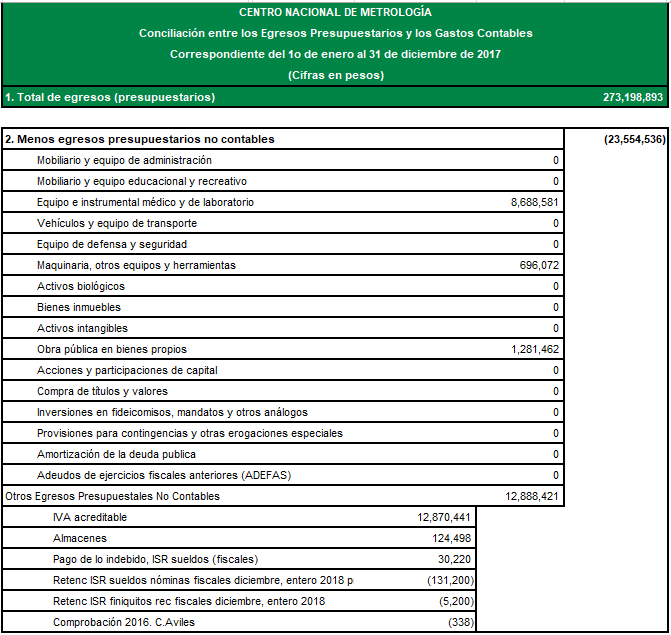 CENTRO NACIONAL DE METROLOGÍA
Conciliación entre los Egresos Presupuestarios y los Gastos Contables
Correspondiente del 1o de enero al 31 de diciembre de 2017
(Cifras en pesos)
1. Total de egresos (presupuestarios) 273,198,893
2. Menos egresos presupuestarios no contables (23,554,536)
Mobiliario y equipo de administración 0
Mobiliario y equipo educacional y recreativo 0
Equipo e instrumental médico y de laboratorio 8,688,581
Vehículos y equipo de transporte 0
Equipo de defensa y seguridad 0
Maquinaria, otros equipos y herramientas 696,072
Activos biológicos 0
Bienes inmuebles 0
Activos intangibles 0
Obra pública en bienes propios 1,281,462
Acciones y participaciones de capital 0
Compra de títulos y valores 0
Inversiones en fideicomisos, mandatos y otros análogos 0
Provisiones para contingencias y otras erogaciones especiales 0
Amortización de la deuda publica 0
Adeudos de ejercicios fiscales anteriores (ADEFAS) 0
Otros Egresos Presupuestales No Contables 12,888,421
IVA acreditable 12,870,441
Almacenes 124,498
Pago de lo indebido, ISR sueldos (fiscales) 30,220
Retenc ISR sueldos nóminas fiscales diciembre, entero 2018 p (131,200)
Retenc ISR finiquitos rec fiscales diciembre, entero 2018 (5,200)
Comprobación 2016. C.Aviles (338)